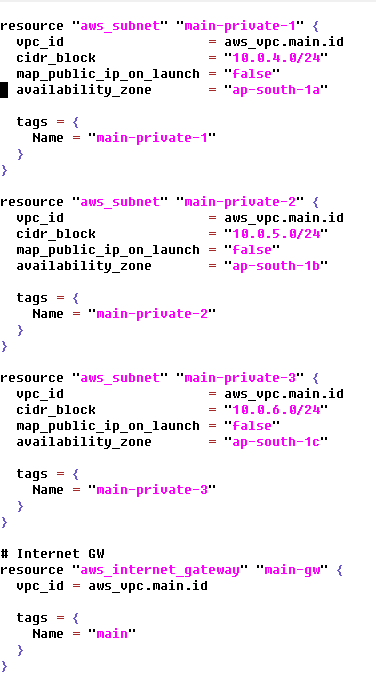 resource "aws_subnet" "main-private-1" {
  vpc_id                  = aws_vpc.main.id
  cidr_block              = "10.0.4.0/24"
  map_public_ip_on_launch = "false"
  availability_zone       = "ap-south-1a"

  tags = {
    Name = "main-private-1"
  }
}

resource "aws_subnet" "main-private-2" {
  vpc_id                  = aws_vpc.main.id
  cidr_block              = "10.0.5.0/24"
  map_public_ip_on_launch = "false"
  availability_zone       = "ap-south-1b"

  tags = {
    Name = "main-private-2"
  }
}

resource "aws_subnet" "main-private-3" {
  vpc_id                  = aws_vpc.main.id
  cidr_block              = "10.0.6.0/24"
  map_public_ip_on_launch = "false"
  availability_zone       = "ap-south-1c"

  tags = {
    Name = "main-private-3"
  }
}

# Internet GW
resource "aws_internet_gateway" "main-gw" {
  vpc_id = aws_vpc.main.id

  tags = {
    Name = "main"
  }
}